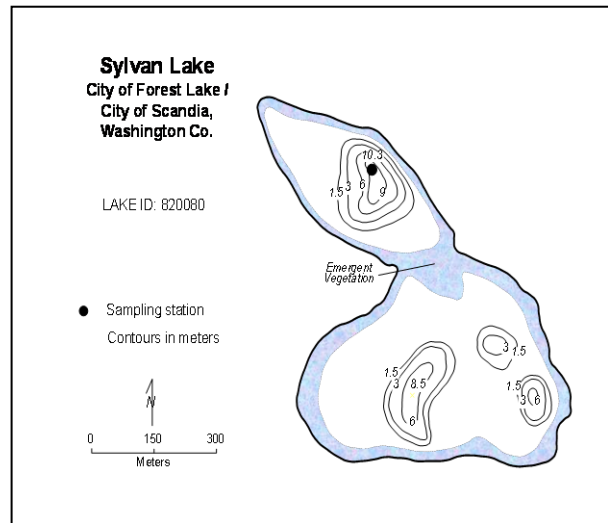 Sylvan Lake
City of Forest Lake /
City of Scandia,
Washington Co.
LAKE ID: 820080
Sampling station
Contours in meters
N
0 150 300
Meters
10.3
1.5 3 6 9
Emergent
Vegetation
3 1.5
1.5 3 8.5 6
1.5 3 6